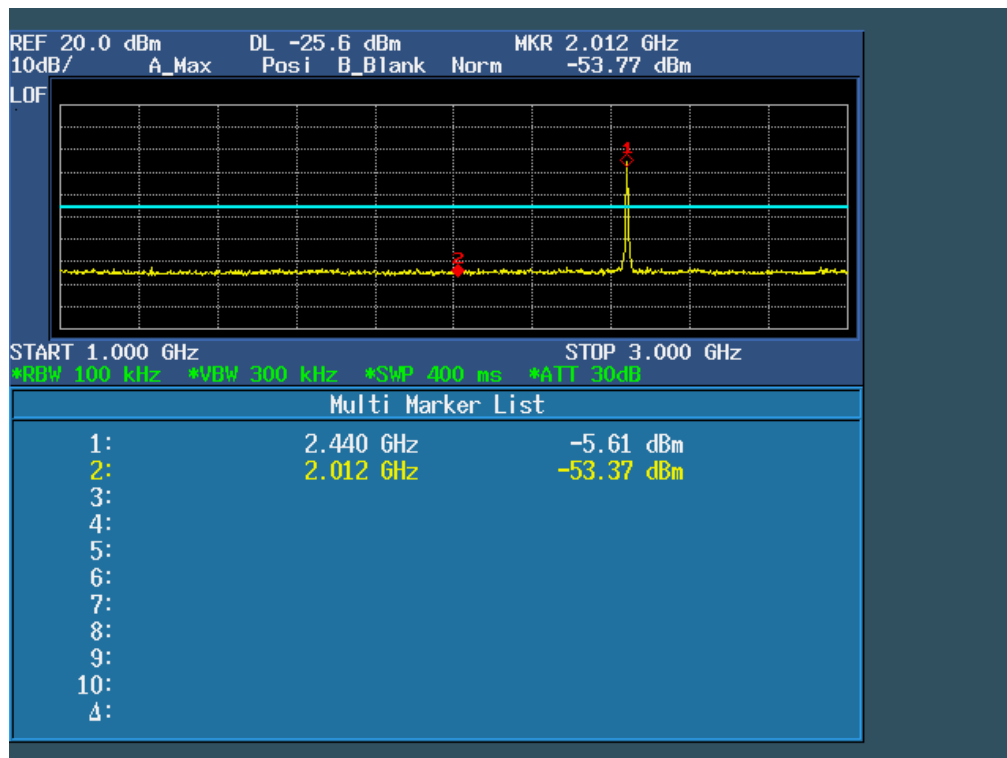 REF 20.0 dBm DL -25.6 dBm MKR 2.012 GHz
10dB/ A_Max Posi B_Blank Norm -53.77 dBm
LOF
1
2
START 1.000 GHz STOP 3.000 GHz
*RBW 100 kHz *VBW 300 kHz *SWP 400 ms *ATT 30dB
Multi Marker List
1: 2.440 GHz -5.61 dBm
2: 2.012 GHz -53.37 dBm
3:
4:
5:
6:
7:
8:
9:
10:
Δ: